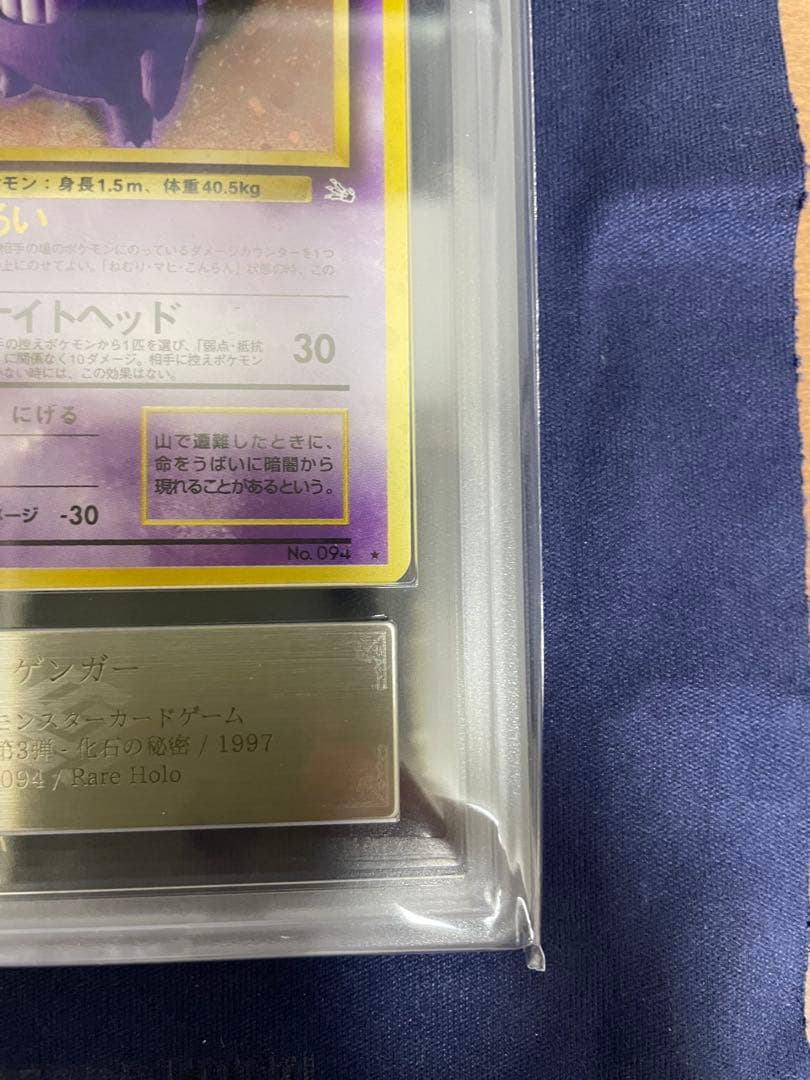 モン：身長1.5m、体重40.5kg
るい
相手の場のポケモンにのっているダメージカウンターを1つ
上にのせてよい。「ねむり・マヒ・こんらん」状態の時、この
ナイトヘッド
手の控えポケモンから1匹を選び、「弱点・抵抗
」に関係なく10ダメージ。相手に控えポケモン
いない時には、この効果はない。
30
にげる
山で遭難したときに、
命をうばいに暗闇から
現れることがあるという。
メージ -30
No. 094 ★
ゲンガー
モンスターカードゲーム
第3弾 - 化石の秘密 / 1997
094 / Rare Holo